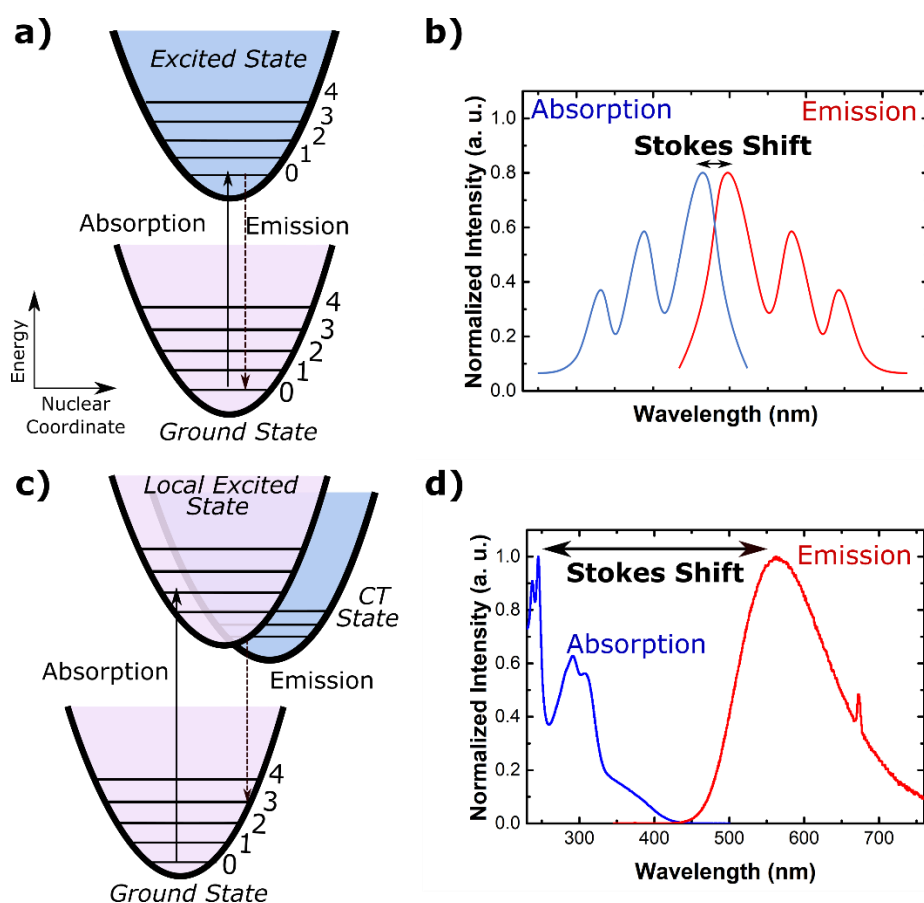 a)
Excited State
4
3
2
1
0
Absorption
Emission
4
3
2
1
0
Energy
Nuclear
Coordinate
Ground State
b)
Absorption
Emission
Stokes Shift
Normalized Intensity (a. u.)
1.0
0.8
0.6
0.4
0.2
0.0
Wavelength (nm)
c)
Local Excited
State
CT
State
Absorption
Emission
4
3
2
1
0
Ground State
d)
Emission
Stokes Shift
Absorption
Normalized Intensity (a. u.)
1.0
0.8
0.6
0.4
0.2
0.0
300 400 500 600 700
Wavelength (nm)